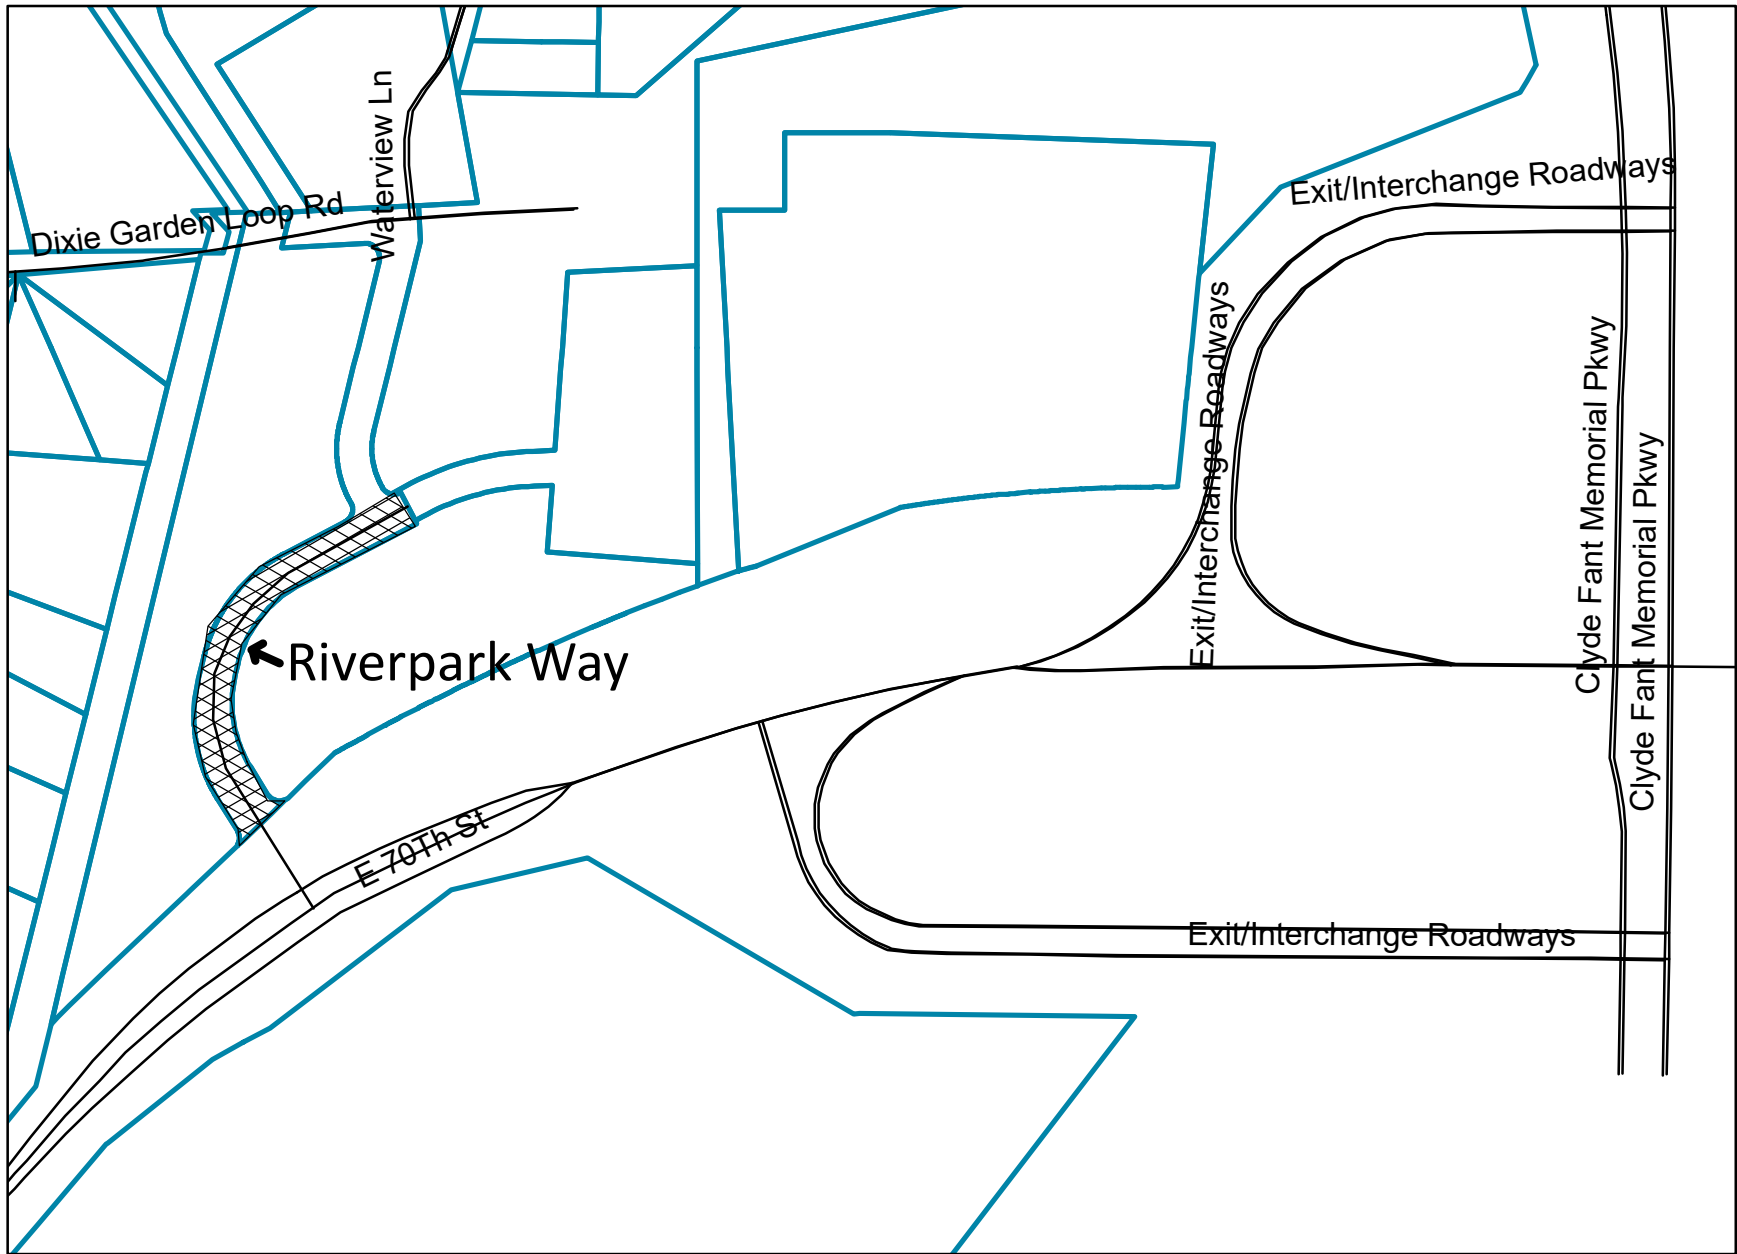 Waterview Ln
Exit/Interchange Roadways
Dixie Garden Loop Rd
Exit/Interchange Roadways
Clyde Fant Memorial Pkwy
Clyde Fant Memorial Pkwy
Riverpark Way
E 70Th St
Exit/Interchange Roadways